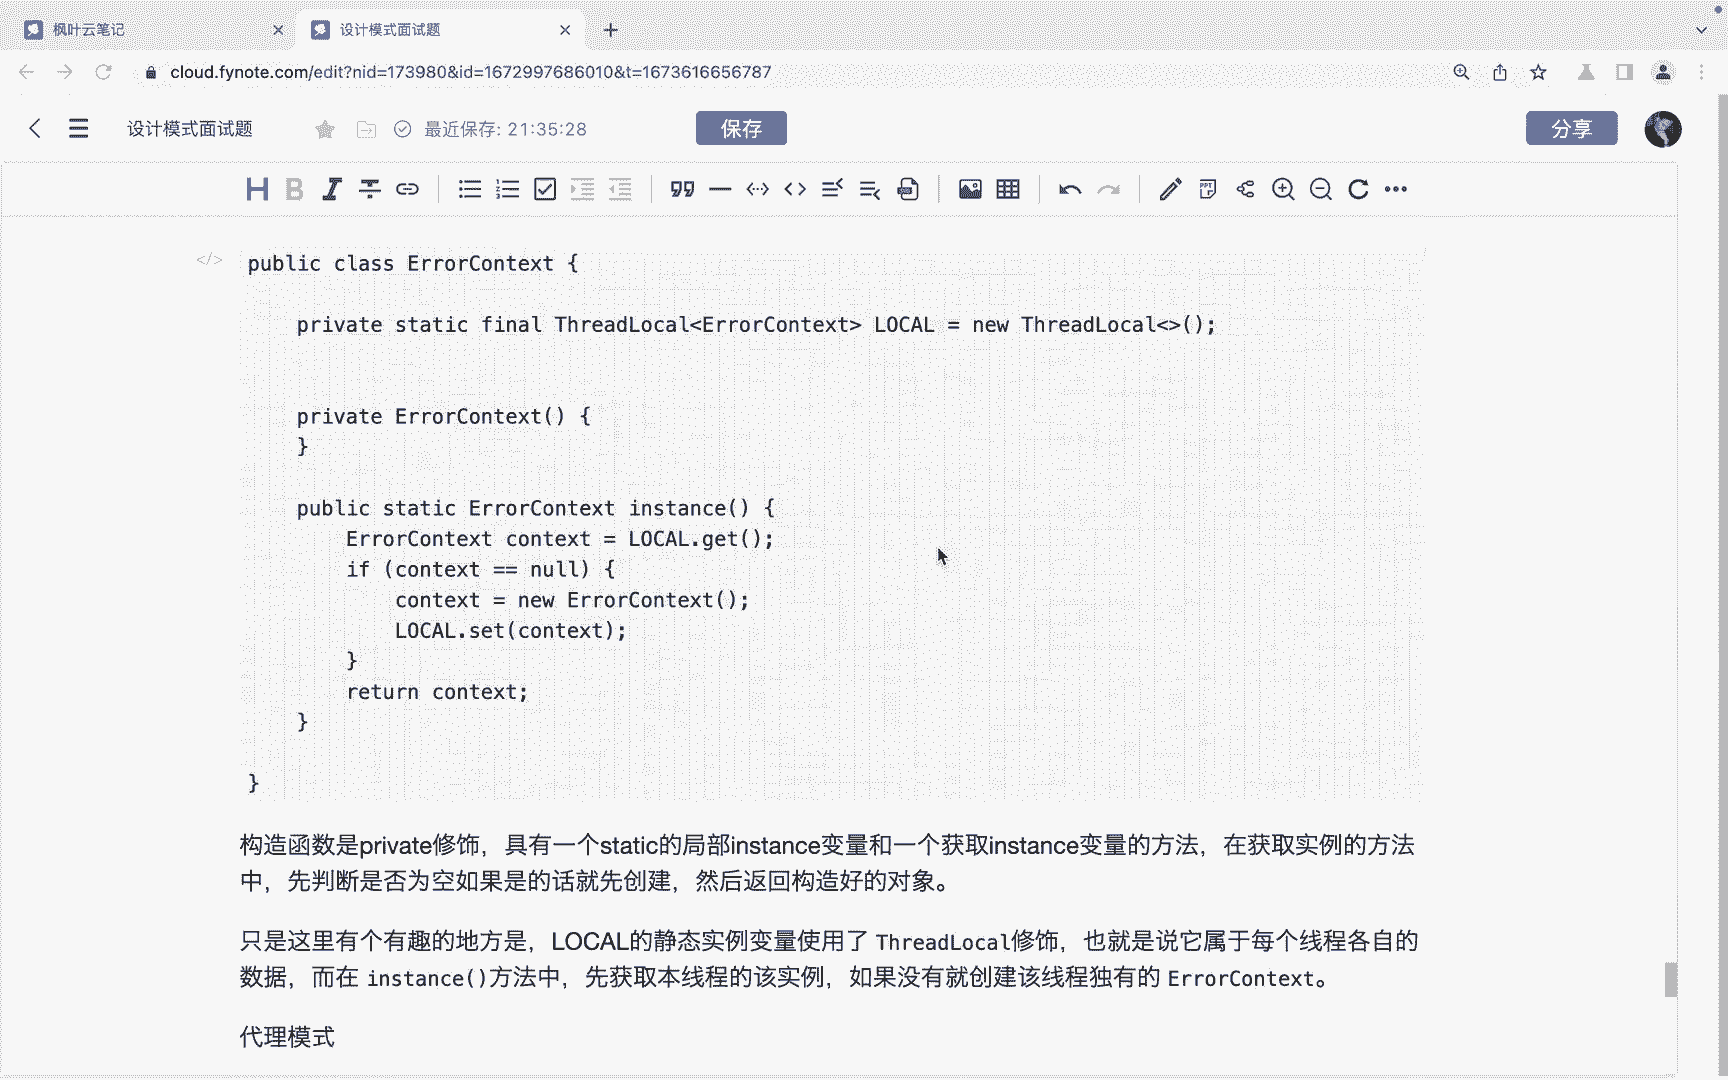 枫叶云笔记
设计模式面试题
cloud.fynote.com/edit?nid=173980&id=1672997686010&t=1673616656787
设计模式面试题
最近保存: 21:35:28
保存
分享
public class ErrorContext {
private static final ThreadLocal<ErrorContext> LOCAL = new ThreadLocal<>();
private ErrorContext() {
}
public static ErrorContext instance() {
ErrorContext context = LOCAL.get();
if (context == null) {
context = new ErrorContext();
LOCAL.set(context);
}
return context;
}
}
构造函数是private修饰，具有一个static的局部instance变量和一个获取instance变量的方法，在获取实例的方法
中，先判断是否为空如果是的话就先创建，然后返回构造好的对象。
只是这里有个有趣的地方是，LOCAL的静态实例变量使用了 ThreadLocal修饰，也就是说它属于每个线程各自的
数据，而在 instance()方法中，先获取本线程的该实例，如果没有就创建该线程独有的 ErrorContext。
代理模式